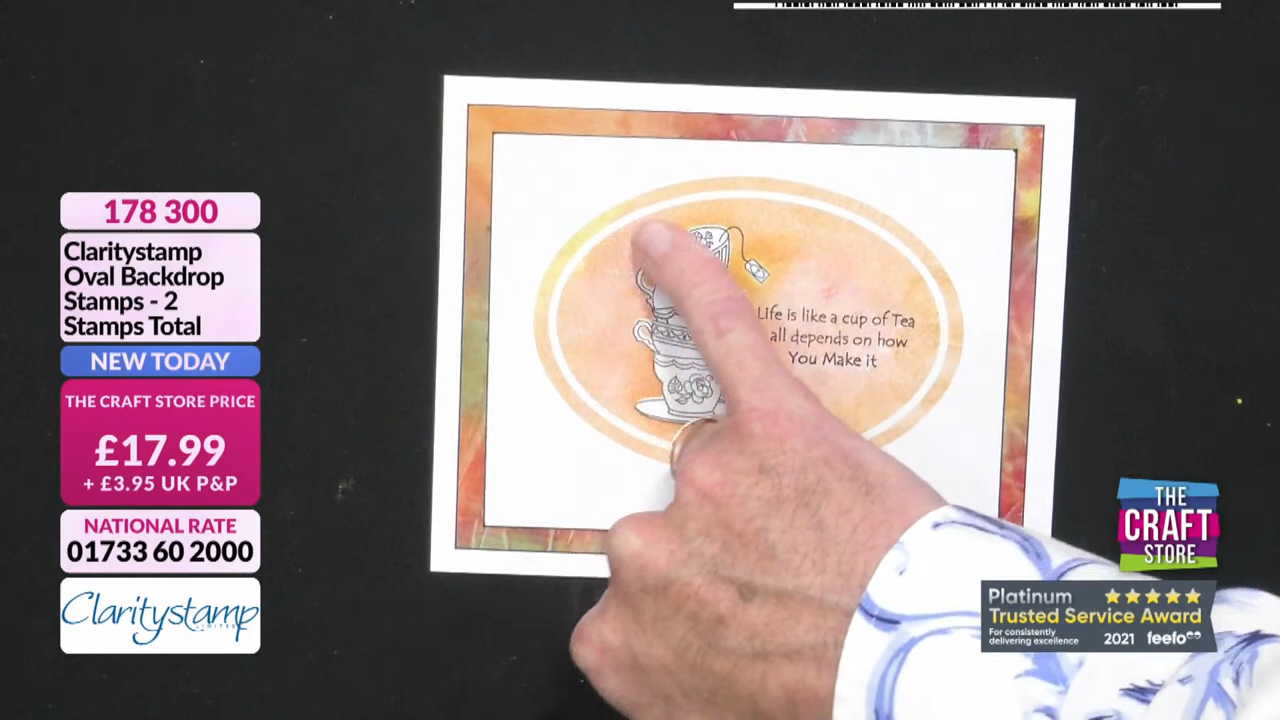 178 300
Claritystamp
Oval Backdrop
Stamps - 2
Stamps Total
NEW TODAY
THE CRAFT STORE PRICE
£17.99
+ £3.95 UK P&P
NATIONAL RATE
01733 60 2000
Claritystamp
LIMITED
Life is like a cup of Tea
all depends on how
You Make it
THE
CRAFT
STORE
Platinum
Trusted Service Award
For consistently
delivering excellence
2021 feefo